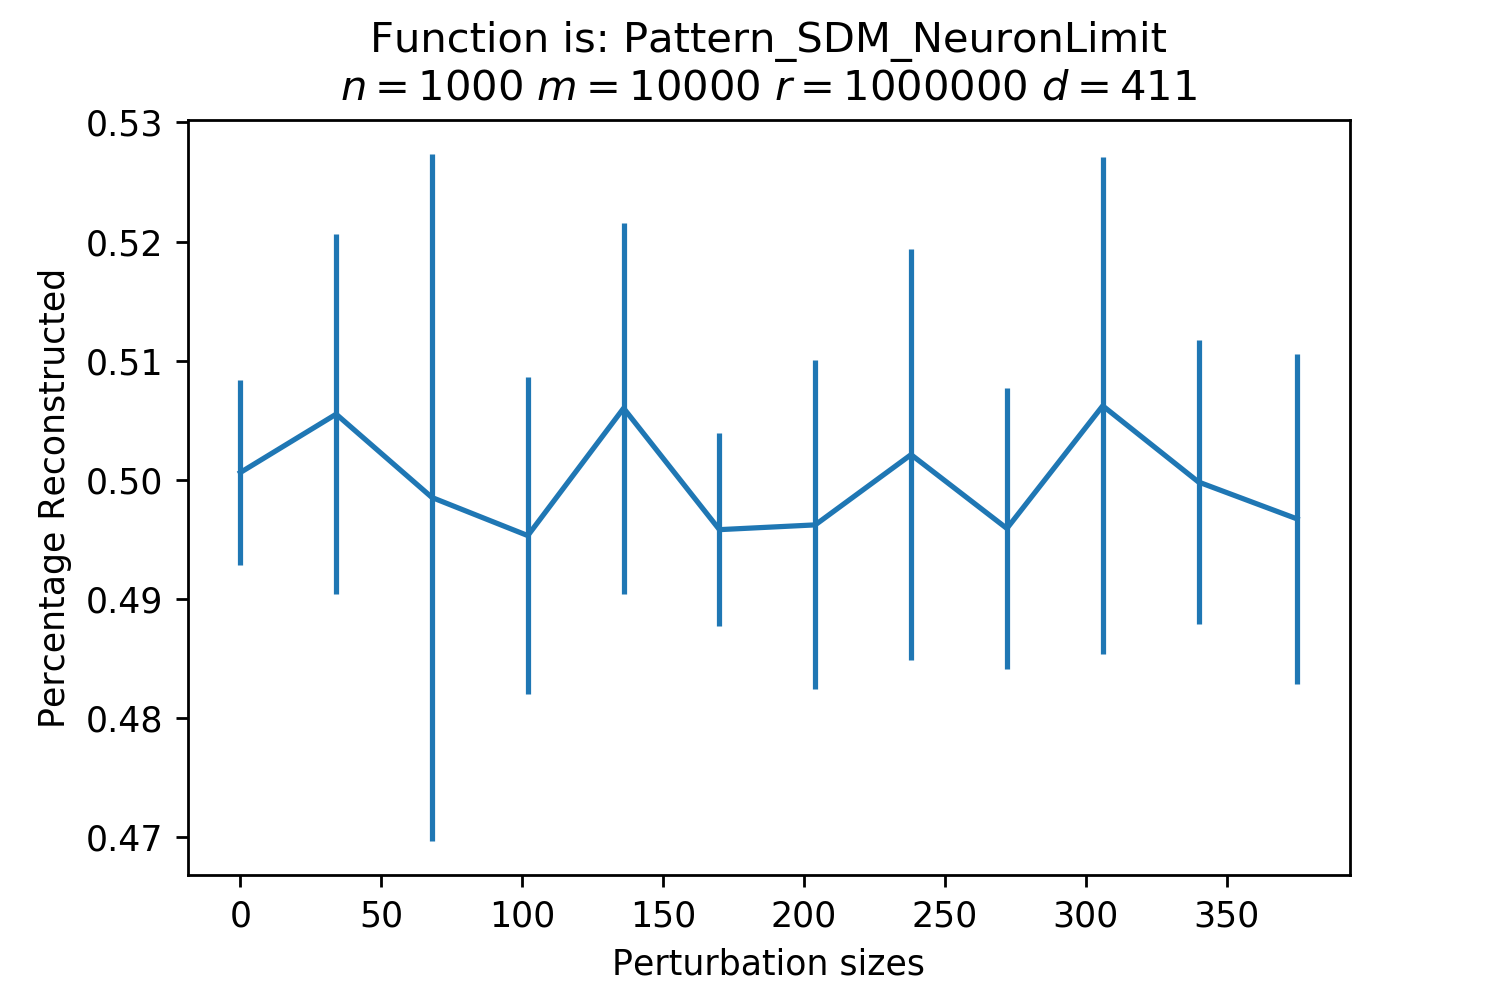 Function is: Pattern_SDM_NeuronLimit
n = 1000 m = 10000 r = 1000000 d = 411
0.53
0.52
0.51
0.50
0.49
0.48
0.47
Percentage Reconstructed
0 50 100 150 200 250 300 350
Perturbation sizes